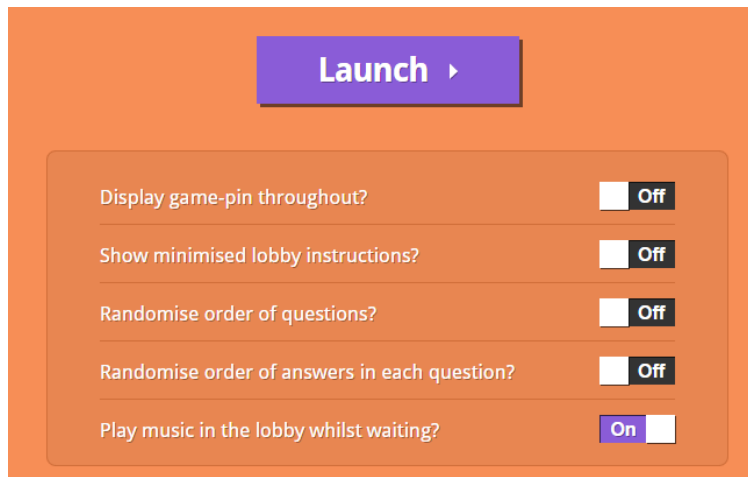 Launch
Display game-pin throughout? Off
Show minimised lobby instructions? Off
Randomise order of questions? Off
Randomise order of answers in each question? Off
Play music in the lobby whilst waiting? On